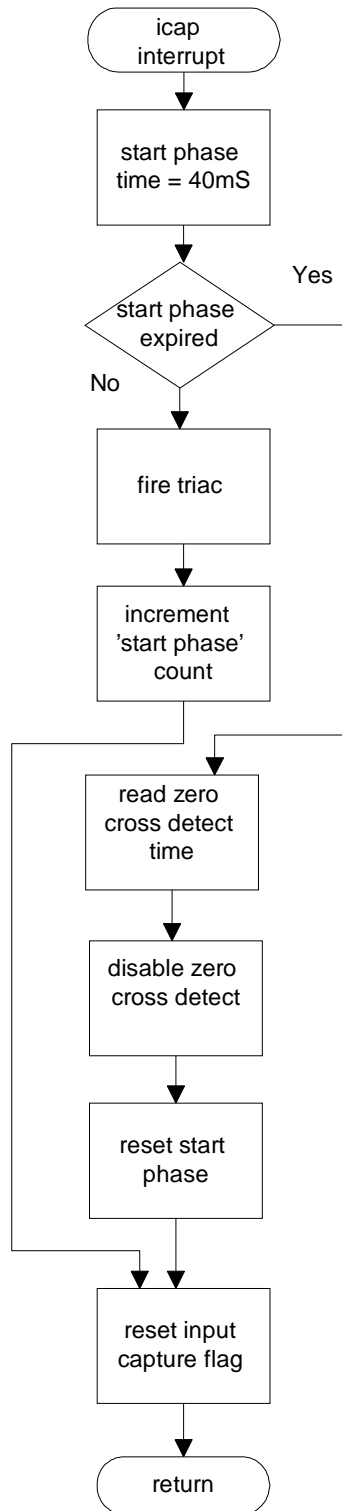 icap
interrupt
start phase
time = 40mS
start phase
expired
Yes
No
fire triac
increment
'start phase'
count
read zero
cross detect
time
disable zero
cross detect
reset start
phase
reset input
capture flag
return